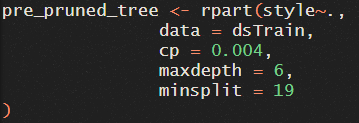 pre_pruned_tree <- rpart(style~.,
                data = dsTrain,
                cp = 0.004,
                maxdepth = 6,
                minsplit = 19
)